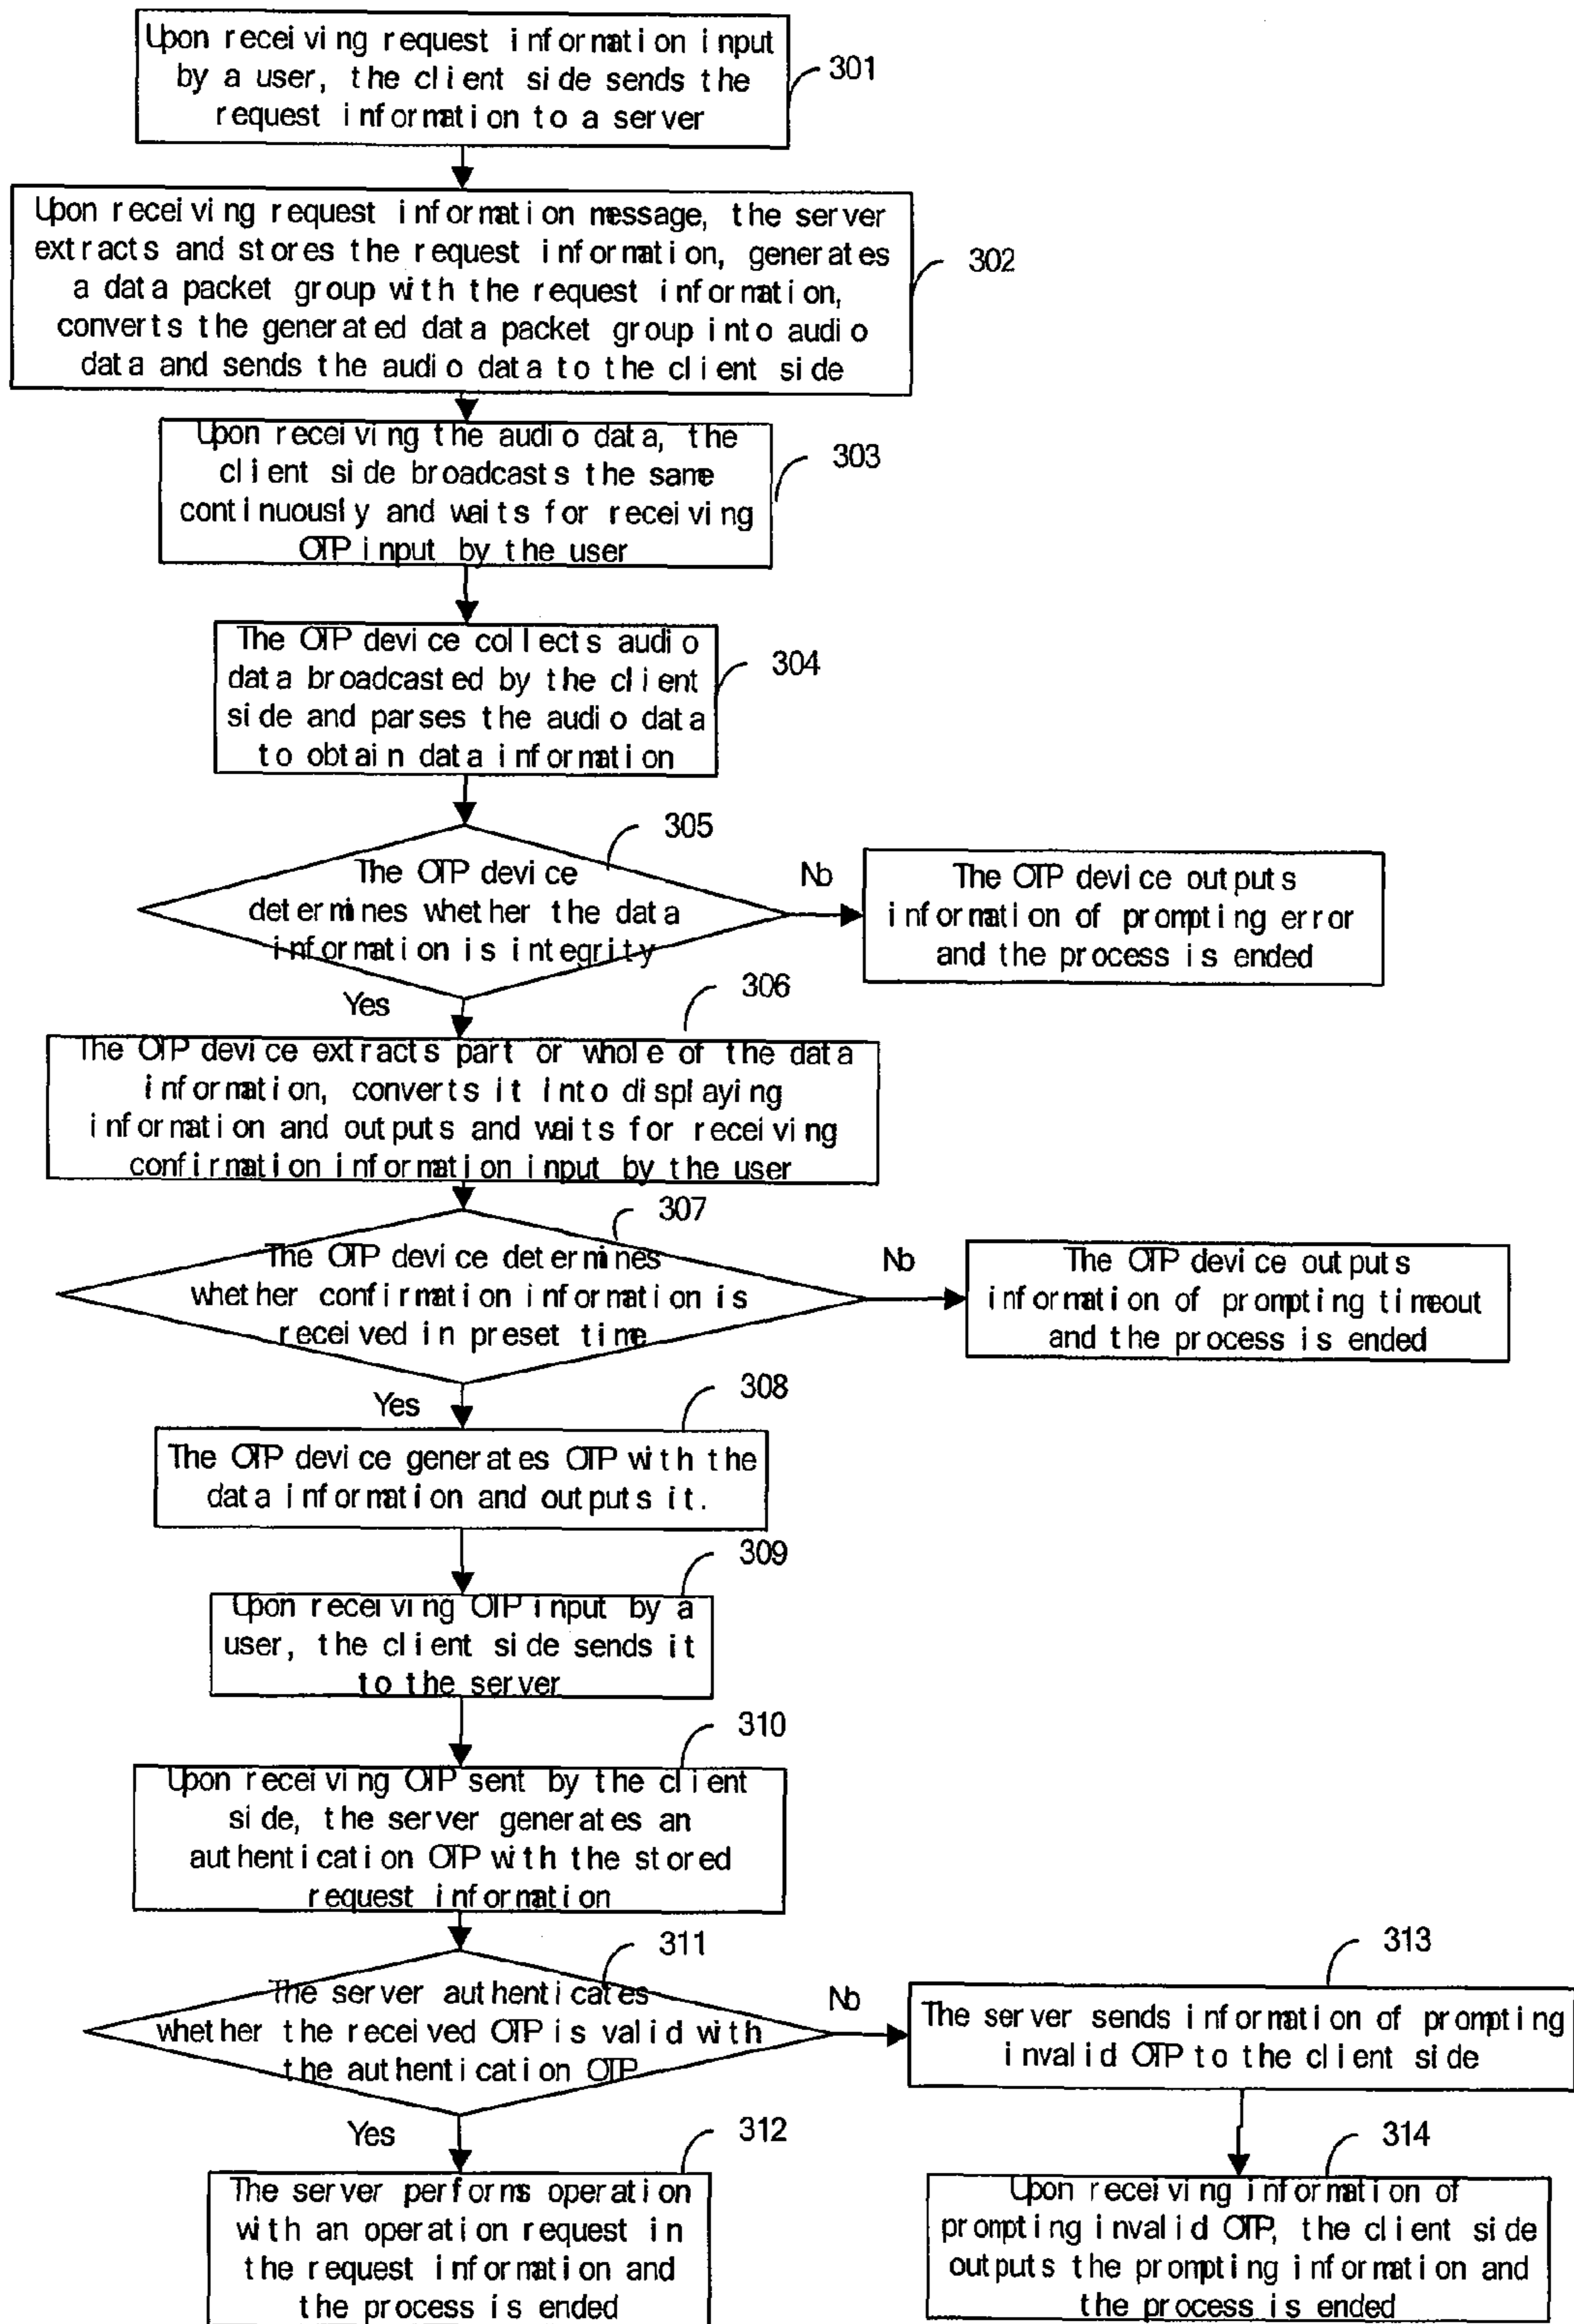 Upon receiving request information input
by a user, the client side sends the
request information to a server
301
Upon receiving request information message, the server
extracts and stores the request information, generates
a data packet group with the request information,
converts the generated data packet group into audio
data and sends the audio data to the client side
302
Upon receiving the audio data, the
client side broadcasts the same
continuously and waits for receiving
OTP input by the user
303
The OTP device collects audio
data broadcasted by the client
side and parses the audio data
to obtain data information
304
305
The OTP device
determines whether the data
information is integrity
No
The OTP device outputs
information of prompting error
and the process is ended
Yes
306
The OTP device extracts part or whole of the data
information, converts it into displaying
information and outputs and waits for receiving
confirmation information input by the user
307
The OTP device determines
whether confirmation information is
received in preset time
No
The OTP device outputs
information of prompting timeout
and the process is ended
Yes
308
The OTP device generates OTP with the
data information and outputs it.
309
Upon receiving OTP input by a
user, the client side sends it
to the server
310
Upon receiving OTP sent by the client
side, the server generates an
authentication OTP with the stored
request information
311
The server authenticates
whether the received OTP is valid with
the authentication OTP
No
313
The server sends information of prompting
invalid OTP to the client side
Yes
312
The server performs operation
with an operation request in
the request information and
the process is ended
314
Upon receiving information of
prompting invalid OTP, the client side
outputs the prompting information and
the process is ended